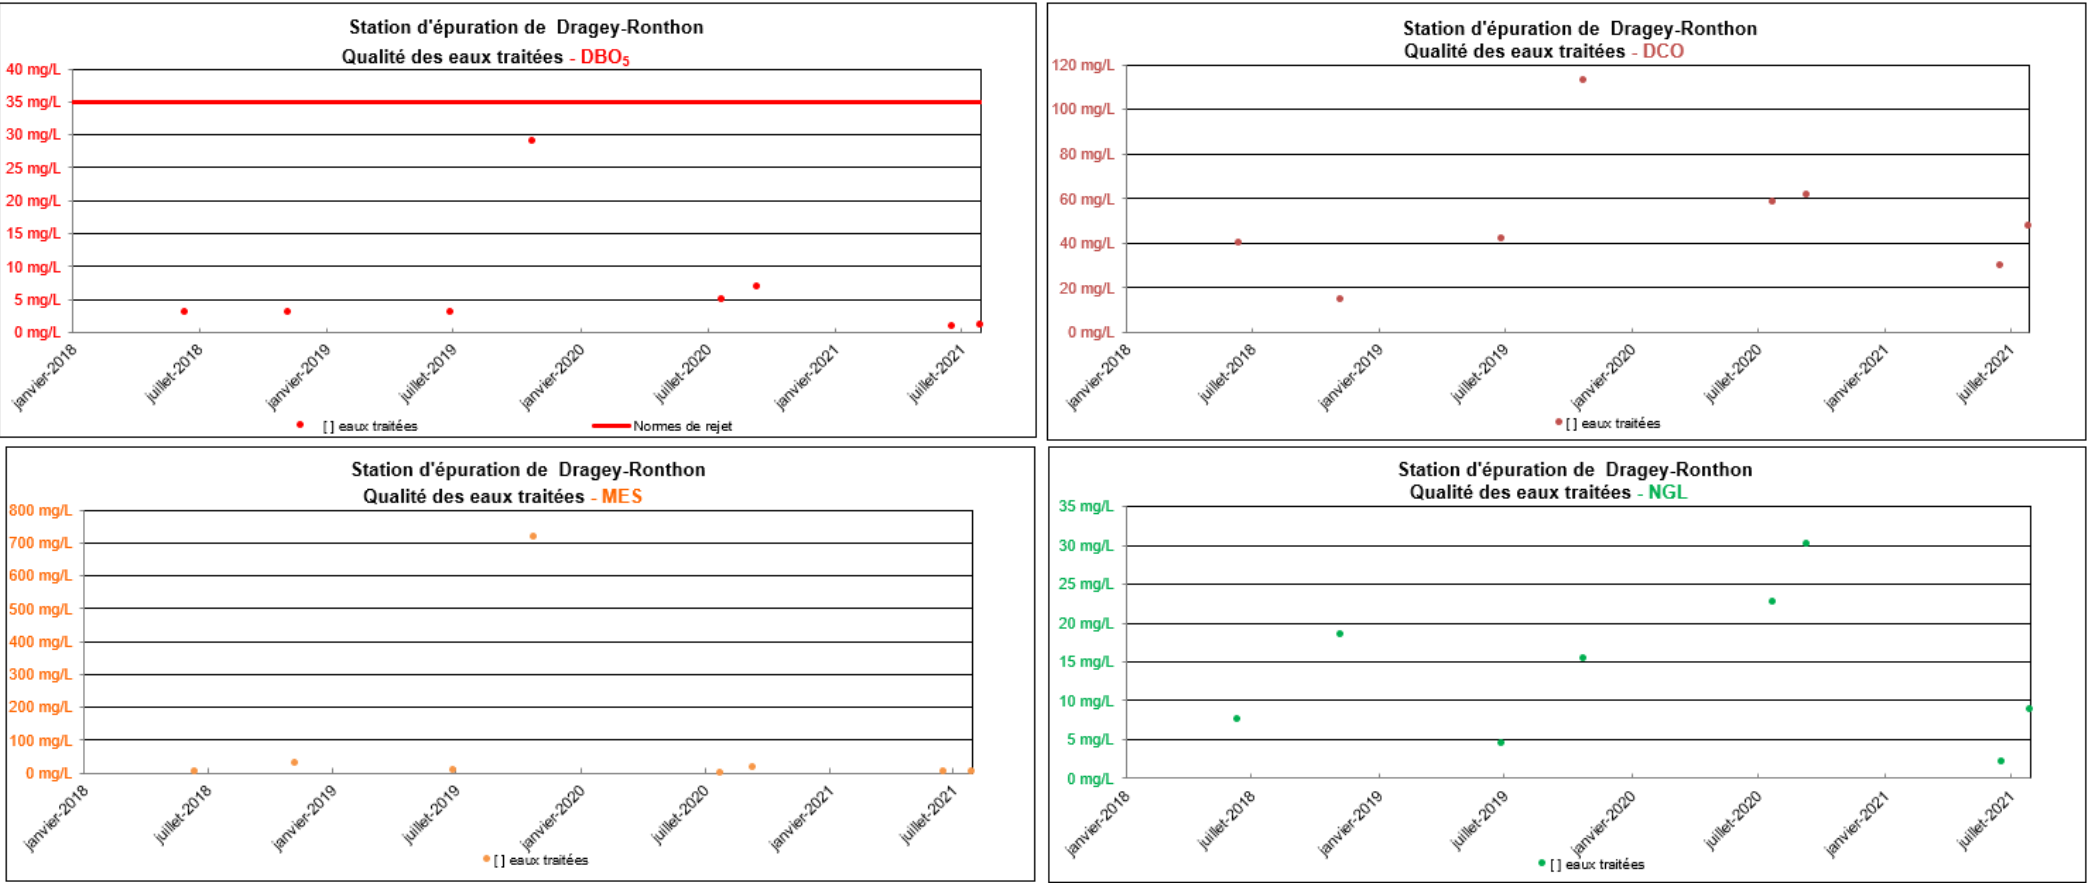 Station d'épuration de  Dragey-Ronthon
Qualité des eaux traitées - DBO₅
40 mg/L
35 mg/L
30 mg/L
25 mg/L
20 mg/L
15 mg/L
10 mg/L
5 mg/L
0 mg/L
janvier-2018
juillet-2018
janvier-2019
juillet-2019
janvier-2020
juillet-2020
janvier-2021
juillet-2021
[ ] eaux traitées
Normes de rejet
Station d'épuration de  Dragey-Ronthon
Qualité des eaux traitées - DCO
120 mg/L
100 mg/L
80 mg/L
60 mg/L
40 mg/L
20 mg/L
0 mg/L
janvier-2018
juillet-2018
janvier-2019
juillet-2019
janvier-2020
juillet-2020
janvier-2021
juillet-2021
[ ] eaux traitées
Station d'épuration de  Dragey-Ronthon
Qualité des eaux traitées - MES
800 mg/L
700 mg/L
600 mg/L
500 mg/L
400 mg/L
300 mg/L
200 mg/L
100 mg/L
0 mg/L
janvier-2018
juillet-2018
janvier-2019
juillet-2019
janvier-2020
juillet-2020
janvier-2021
juillet-2021
[ ] eaux traitées
Station d'épuration de  Dragey-Ronthon
Qualité des eaux traitées - NGL
35 mg/L
30 mg/L
25 mg/L
20 mg/L
15 mg/L
10 mg/L
5 mg/L
0 mg/L
janvier-2018
juillet-2018
janvier-2019
juillet-2019
janvier-2020
juillet-2020
janvier-2021
juillet-2021
[ ] eaux traitées